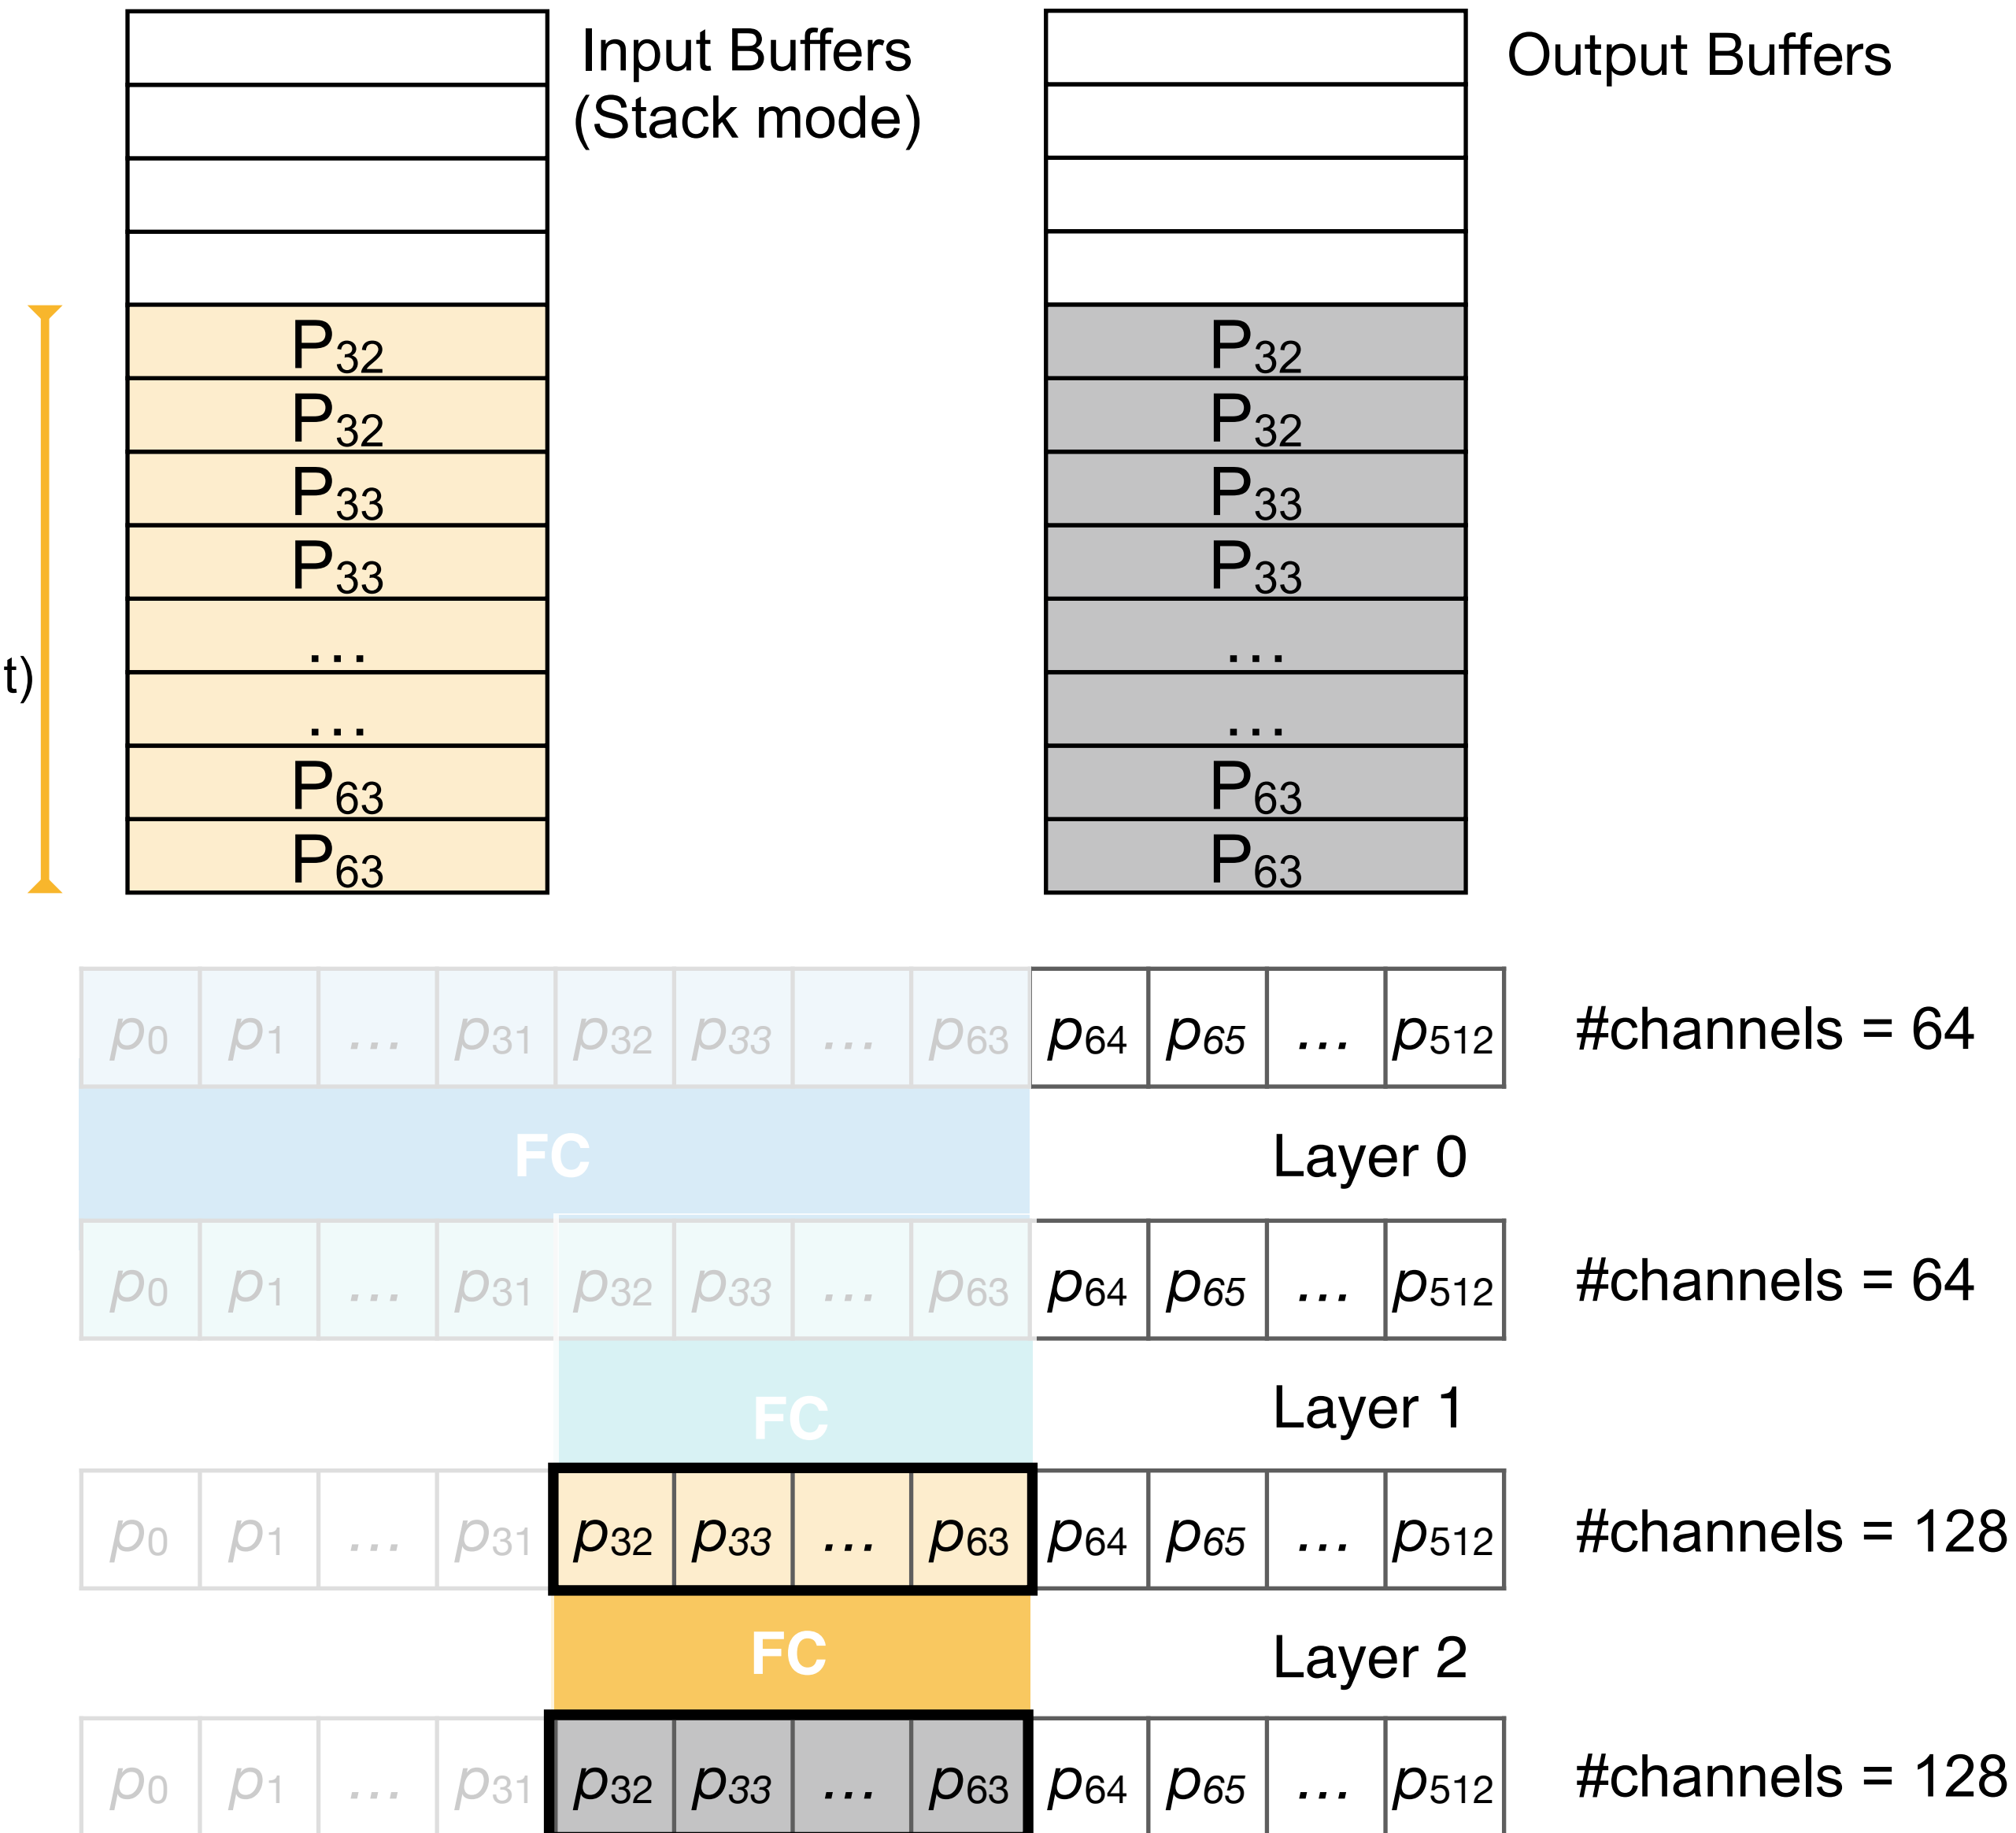 Input Buffers
(Stack mode)
Output Buffers
P32 P32
P32 P32
P33 P33
P33 P33
... ...
t)
... ...
P63 P63
P63 P63
p0 p1 ... p31 p32 p33 ... p63 p64 p65 ... p512 #channels = 64
FC Layer 0
p0 p1 ... p31 p32 p33 ... p63 p64 p65 ... p512 #channels = 64
FC Layer 1
p0 p1 ... p31 p32 p33 ... p63 p64 p65 ... p512 #channels = 128
FC Layer 2
p0 p1 ... p31 p32 p33 ... p63 p64 p65 ... p512 #channels = 128